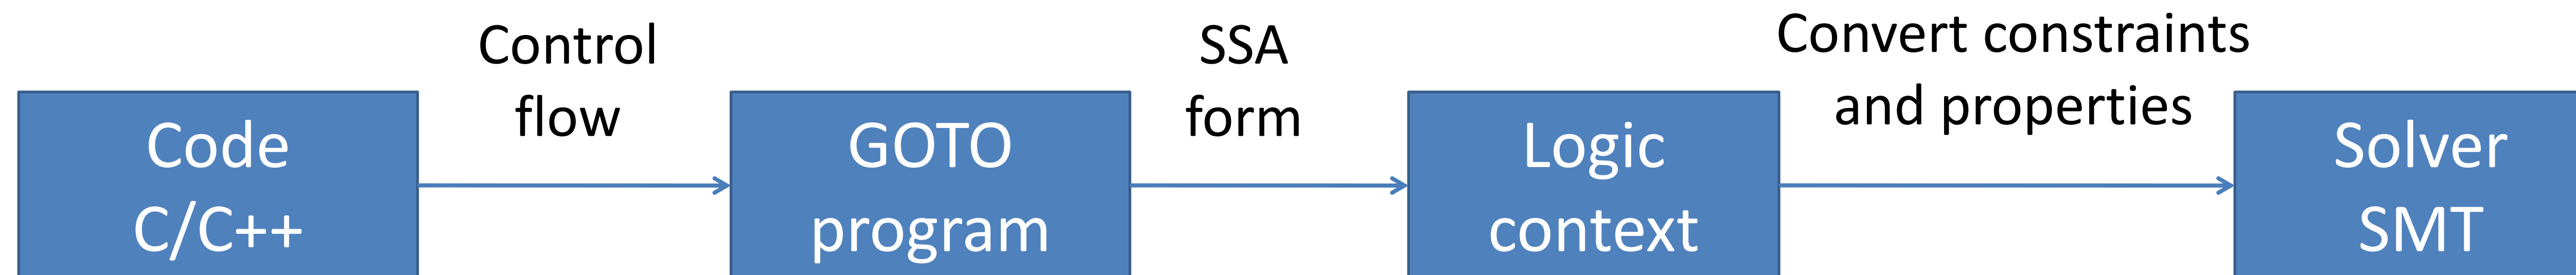 Code
C/C++
Control
flow
GOTO
program
SSA
form
Logic
context
Convert constraints
and properties
Solver
SMT